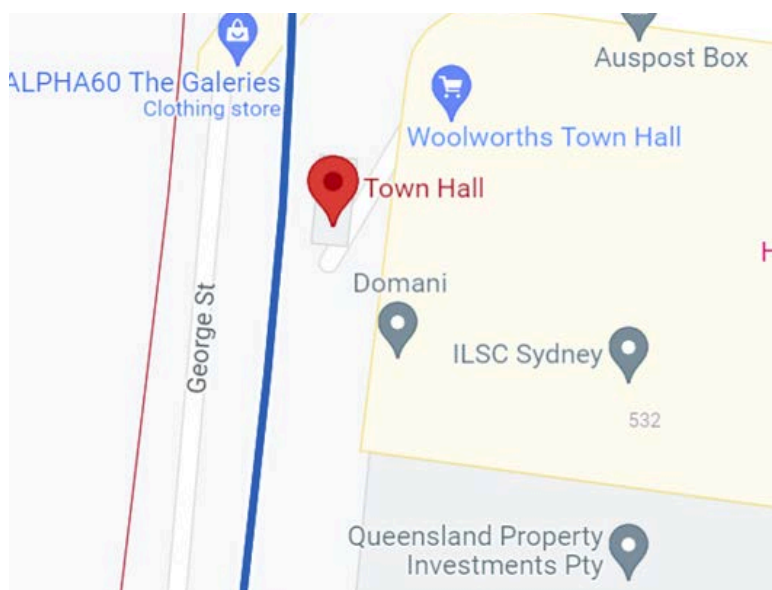 Auspost Box
ALPHA60 The Galeries
Clothing store
Woolworths Town Hall
Town Hall
H
Domani
George St
ILSC Sydney
532
Queensland Property
Investments Pty